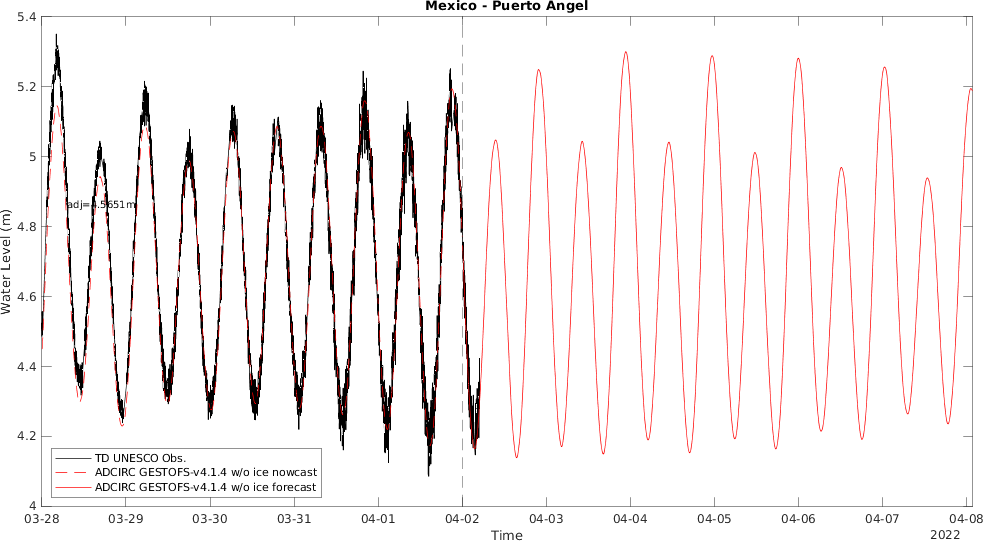 Mexico - Puerto Angel
Water Level (m)
5.4
5.2
5
4.8
4.6
4.4
4.2
4
adj=4.5651m
TD UNESCO Obs.
ADCIRC GESTOFS-v4.1.4 w/o ice nowcast
ADCIRC GESTOFS-v4.1.4 w/o ice forecast
03-28 03-29 03-30 03-31 04-01 04-02 04-03 04-04 04-05 04-06 04-07 04-08
Time
2022